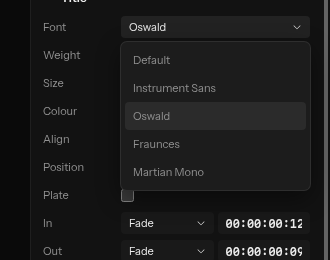 Font Oswald
Weight
Default
Size
Instrument Sans
Colour
Oswald
Align
Fraunces
Position
Martian Mono
Plate
In Fade 00:00:00:12
Out Fade 00:00:00:09